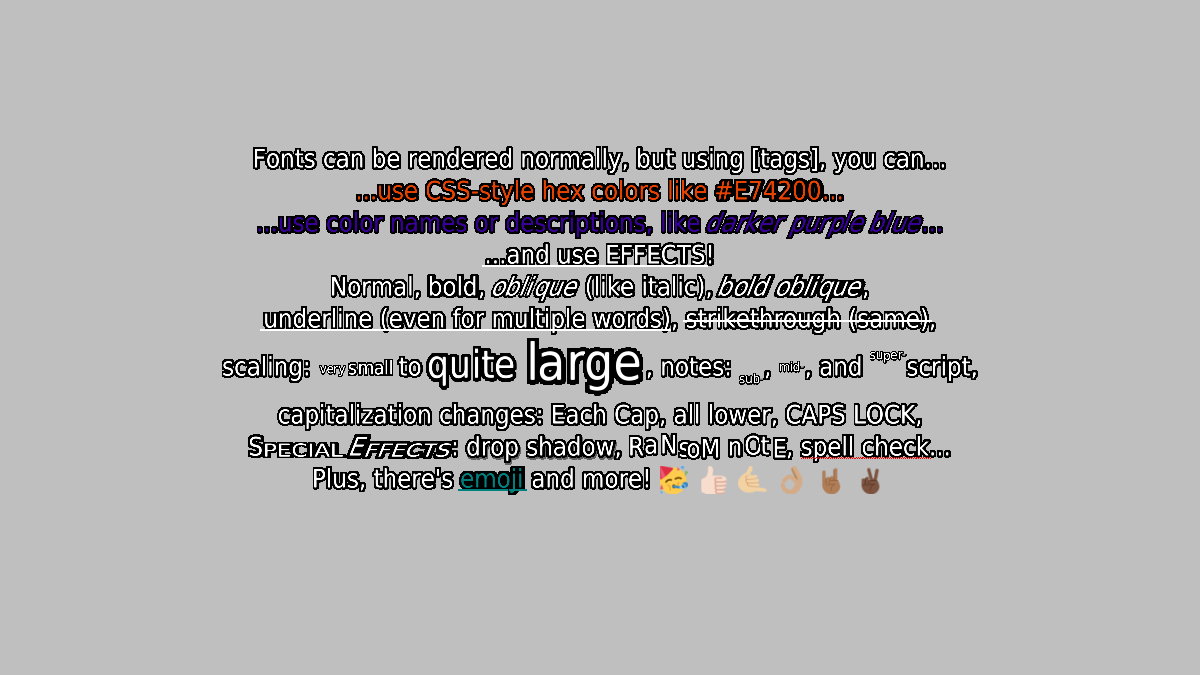 Fonts can be rendered normally, but using [tags], you can...
...use CSS-style hex colors like #E74200...
...use color names or descriptions, like darker purple blue...
...and use EFFECTS!
Normal, bold, oblique (like italic), bold oblique,
underline (even for multiple words), strikethrough (same),
scaling: very small to quite large, notes: sub-, mid-, and super-script,
capitalization changes: Each Cap, all lower, CAPS LOCK,
Special Effects: drop shadow, RaNsoM nOtE, spell check...
Plus, there's emoji and more! 🥳 👍🏻 🤙🏼 👌🏽 🤘🏾 ✌🏿